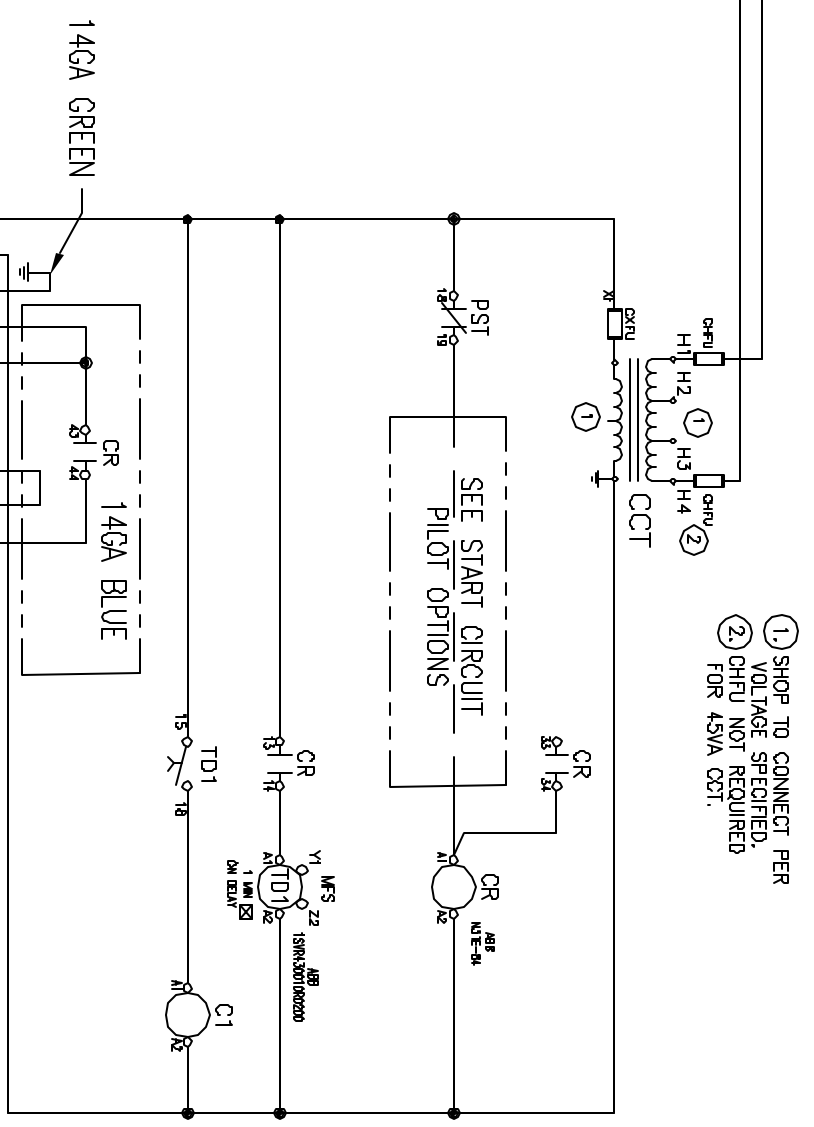 1. SHOP TO CONNECT PER
VOLTAGE SPECIFIED.
2. CHFU NOT REQUIRED
FOR 45VA CCT.
CHFU
CHFU
H1
H2
H3
H4
1
2
X1
CXFU
1
CCT
PST
18
19
SEE START CIRCUIT
PILOT OPTIONS
CR
33
34
CR
A1
A2
ABB
CR
13
14
Y1
MFS
Z2
A1
TD1
A2
1 MIN
ON DELAY
ABB
1SVR430010R0200
TD1
15
18
C1
A1
A2
14GA GREEN
CR
43
44
14GA BLUE